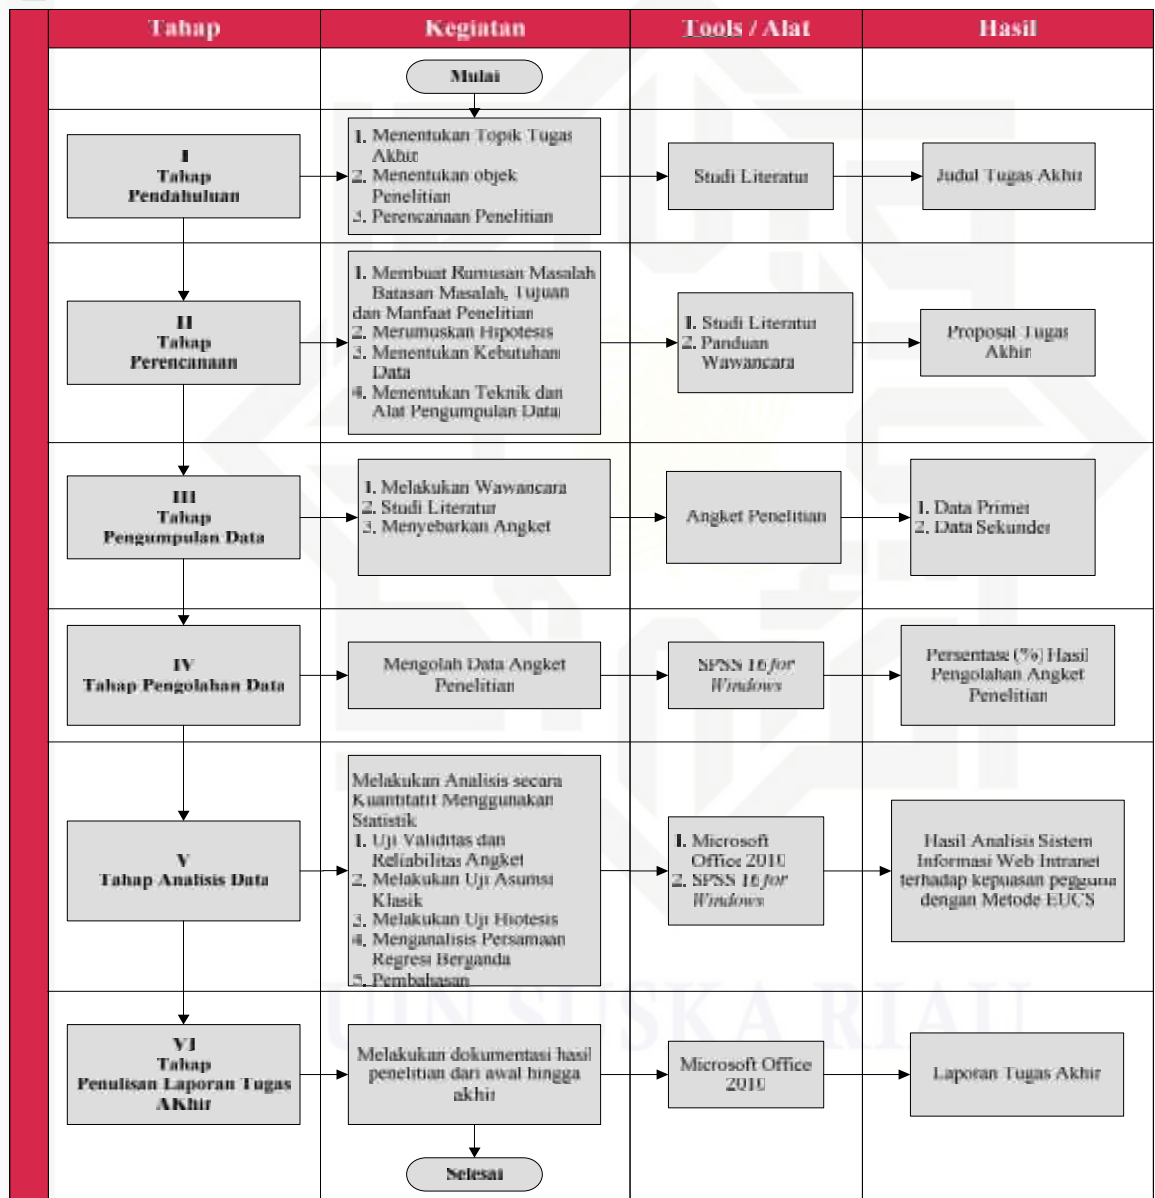 Tahap
Kegiatan
Tools / Alat
Hasil
Mulai
I
Tahap
Pendahuluan
1. Menentukan Topik Tugas
Akhir
2. Menentukan objek
Penelitian
3. Perencanaan Penelitian
Studi Literatur
Judul Tugas Akhir
II
Tahap
Perencanaan
1. Membuat Rumusan Masalah
Batasan Masalah, Tujuan
dan Manfaat Penelitian
2. Merumuskan Hipotesis
3. Menentukan Kebutuhan
Data
4. Menentukan Teknik dan
Alat Pengumpulan Data
1. Studi Literatur
2. Panduan
Wawancara
Proposal Tugas
Akhir
III
Tahap
Pengumpulan Data
1. Melakukan Wawancara
2. Studi Literatur
3. Menyebarkan Angket
Angket Penelitian
1. Data Primer
2. Data Sekunder
IV
Tahap Pengolahan Data
Mengolah Data Angket
Penelitian
SPSS 16 for
Windows
Persentase (%) Hasil
Pengolahan Angket
Penelitian
V
Tahap Analisis Data
Melakukan Analisis secara
Kuantitatif Menggunakan
Statistik
1. Uji Validitas dan
Reliabilitas Angket
2. Melakukan Uji Asumsi
Klasik
3. Melakukan Uji Hiotesis
4. Menganalisis Persamaan
Regresi Berganda
5. Pembahasan
1. Microsoft
Office 2010
2. SPSS 16 for
Windows
Hasil Analisis Sistem
Informasi Web Intranet
terhadap kepuasan pegguna
dengan Metode EUCS
VI
Tahap
Penulisan Laporan Tugas
AKhir
Melakukan dokumentasi hasil
penelitian dari awal hingga
akhir
Microsoft Office
2010
Laporan Tugas Akhir
Selesai
UIN SUSKA RIAU